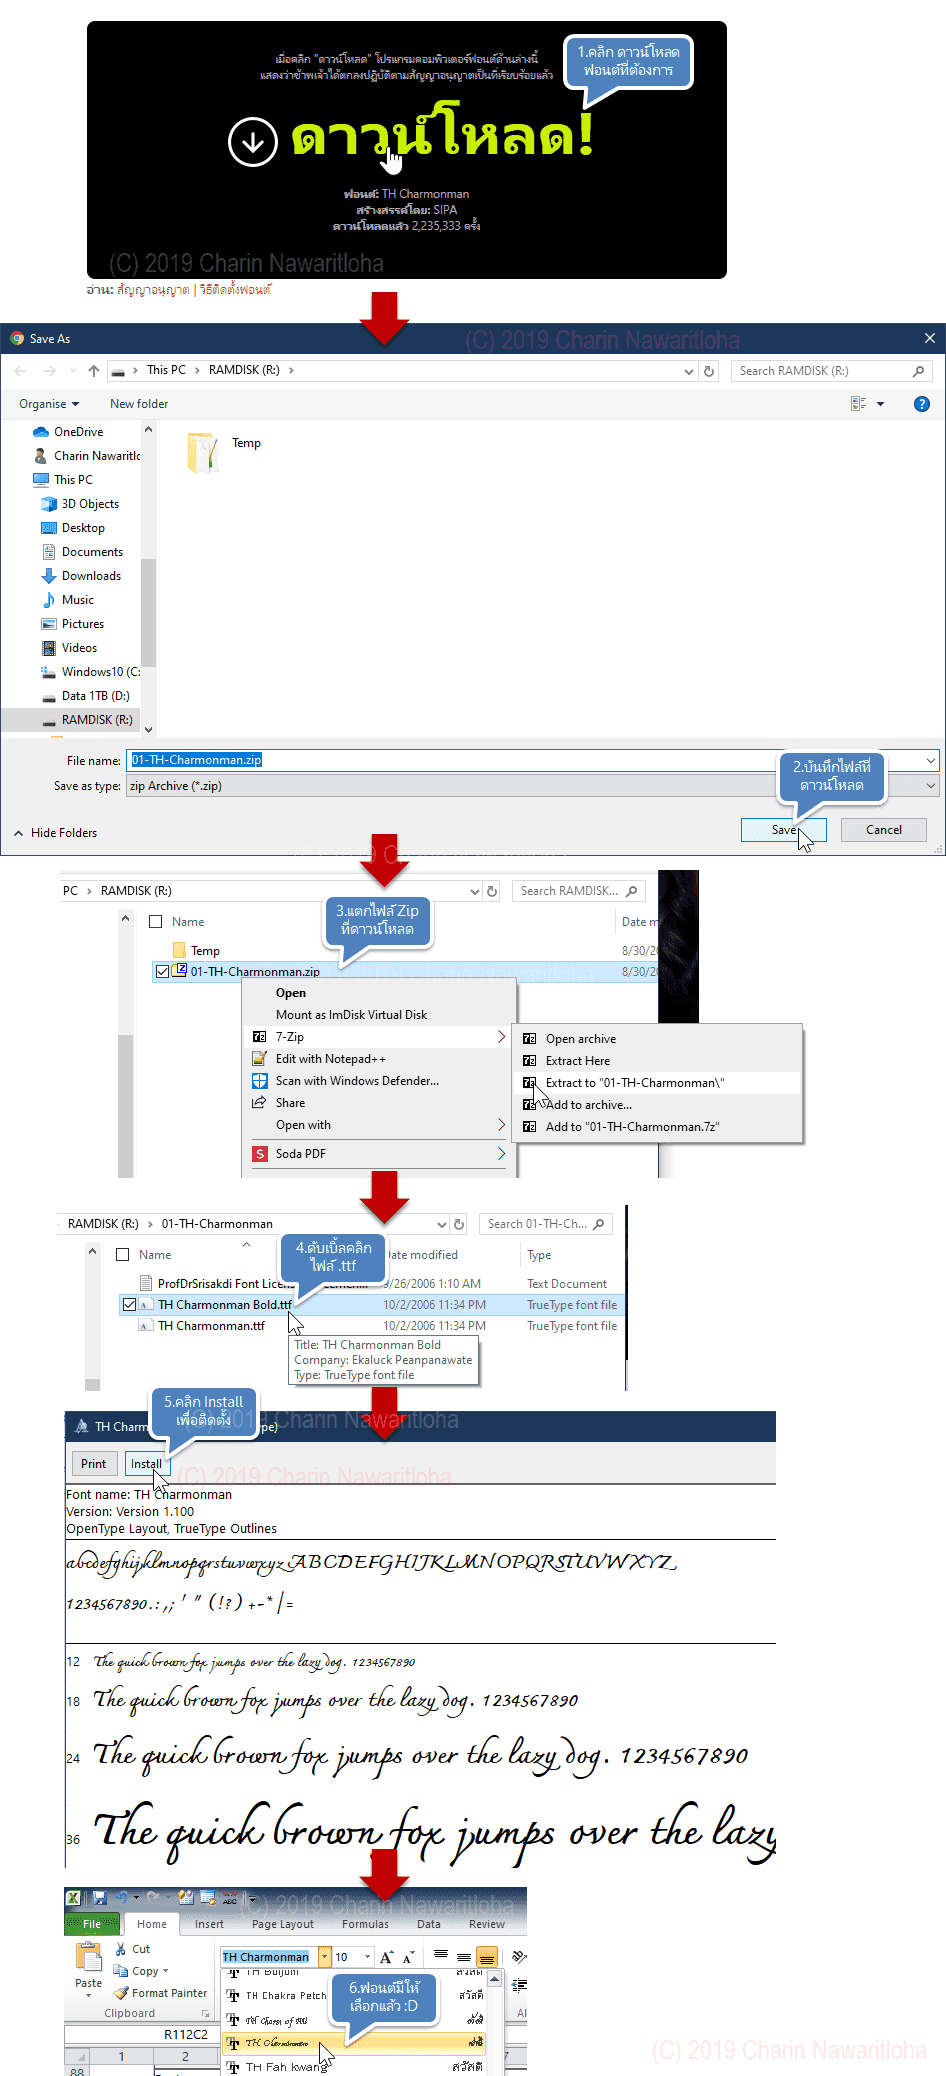 เมื่อคลิก "ดาวน์โหลด" โปรแกรมคอมพิวเตอร์ฟอนต์ด้านล่างนี้
แสดงว่าข้าพเจ้าได้ตกลงปฏิบัติตามสัญญาอนุญาตเป็นที่เรียบร้อยแล้ว
1.คลิก ดาวน์โหลด
ฟอนต์ที่ต้องการ
ดาวน์โหลด!
ฟอนต์: TH Charmonman
สร้างสรรค์โดย: SIPA
ดาวน์โหลดแล้ว 2,235,333 ครั้ง
(C) 2019 Charin Nawaritloha
อ่าน: สัญญาอนุญาต | วิธีติดตั้งฟอนต์
Save As
(C) 2019 Charin Nawaritloha
This PC > RAMDISK (R:) >
Search RAMDISK (R:)
Organise
New folder
OneDrive
Charin Nawaritlo
This PC
3D Objects
Desktop
Documents
Downloads
Music
Pictures
Videos
Windows10 (C:
Data 1TB (D:)
RAMDISK (R:)
Temp
File name: 01-TH-Charmonman.zip
Save as type: zip Archive (*.zip)
2.บันทึกไฟล์ที่
ดาวน์โหลด
Hide Folders
Save
Cancel
PC > RAMDISK (R:)
Search RAMDISK...
3.แตกไฟล์ Zip
ที่ดาวน์โหลด
Name
Date m
Temp
8/30/20
01-TH-Charmonman.zip
8/30/20
Open
Mount as ImDisk Virtual Disk
7-Zip
Edit with Notepad++
Scan with Windows Defender...
Share
Open with
Soda PDF
Open archive
Extract Here
Extract to "01-TH-Charmonman\"
Add to archive...
Add to "01-TH-Charmonman.7z"
RAMDISK (R:) > 01-TH-Charmonman
Search 01-TH-Ch...
4.ดับเบิ้ลคลิก
ไฟล์ .ttf
Name
Date modified
Type
ProfDrSrisakdi Font Licen
9/26/2006 1:10 AM
Text Document
TH Charmonman Bold.ttf
10/2/2006 11:34 PM
TrueType font file
TH Charmonman.ttf
10/2/2006 11:34 PM
TrueType font file
Title: TH Charmonman Bold
Company: Ekaluck Peanpanawate
Type: TrueType font file
5.คลิก Install
เพื่อติดตั้ง
TH Charm
(C) 2019 Charin Nawaritloha
Print
Install
(C) 2019 Charin Nawaritloha
Font name: TH Charmonman
Version: Version 1.100
OpenType Layout, TrueType Outlines
abcdefghijklmnopqrstuvwxyz ABCDEFGHIJKLMNOPQRSTUVWXYZ
1234567890.:,; ' " (!?) +-*|=
12 The quick brown fox jumps over the lazy dog. 1234567890
18 The quick brown fox jumps over the lazy dog. 1234567890
24 The quick brown fox jumps over the lazy dog. 1234567890
36 The quick brown fox jumps over the lazy
(C) 2019 Charin Nawaritloha
File
Home
Insert
Page Layout
Formulas
Data
Review
Cut
Copy
Format Painter
Paste
Clipboard
TH Charmonman
10
TH Chakra Petch
สวัสดี
6.ฟอนต์มีให้
เลือกแล้ว :D
TH Charm of AU
TH Charmonman
TH Fah kwang
สวัสดี
R112C2
1
2
7
88
(C) 2019 Charin Nawaritloha